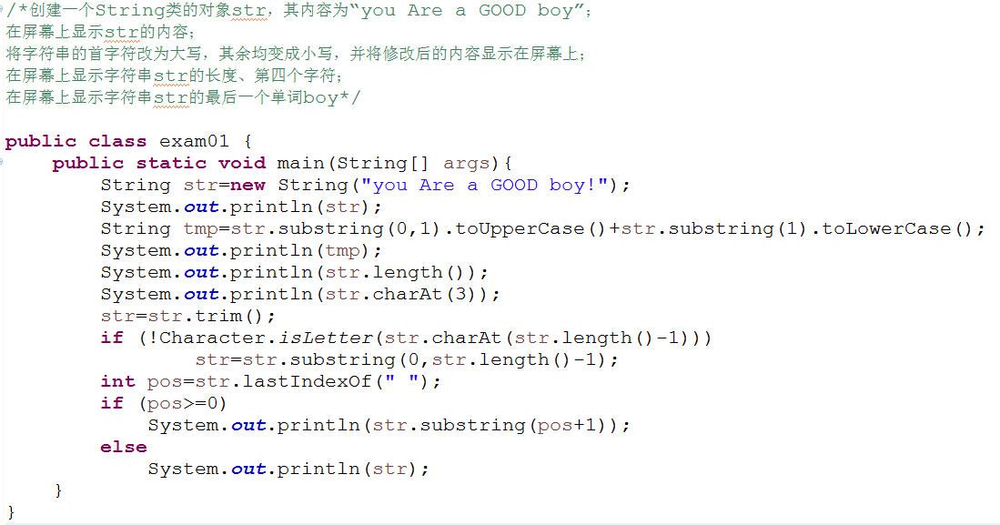 /*创建一个String类的对象str，其内容为“you Are a GOOD boy”；
在屏幕上显示str的内容；
将字符串的首字符改为大写，其余均变成小写，并将修改后的内容显示在屏幕上；
在屏幕上显示字符串str的长度、第四个字符；
在屏幕上显示字符串str的最后一个单词boy*/
public class exam01 {
public static void main(String[] args){
String str=new String("you Are a GOOD boy!");
System.out.println(str);
String tmp=str.substring(0,1).toUpperCase()+str.substring(1).toLowerCase();
System.out.println(tmp);
System.out.println(str.length());
System.out.println(str.charAt(3));
str=str.trim();
if (!Character.isLetter(str.charAt(str.length()-1)))
str=str.substring(0,str.length()-1);
int pos=str.lastIndexOf(" ");
if (pos>=0)
System.out.println(str.substring(pos+1));
else
System.out.println(str);
}
}